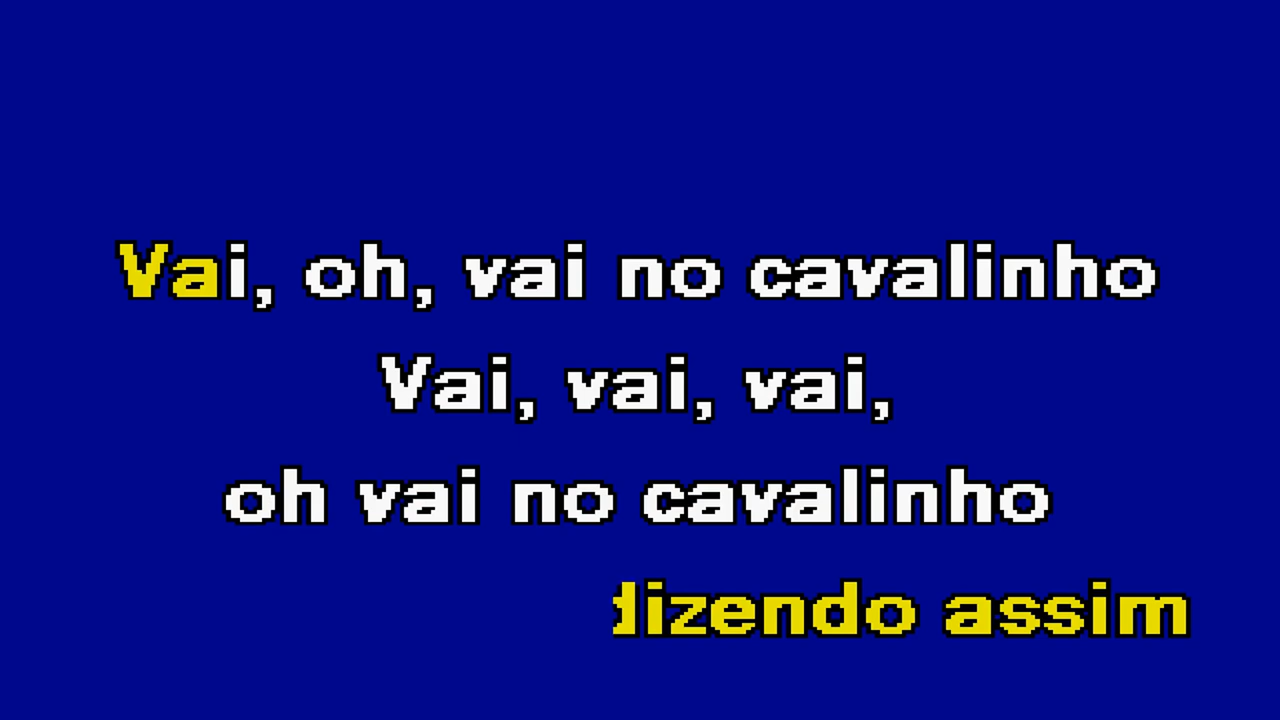 Vai, oh, vai no cavalinho
Vai, vai, vai,
oh vai no cavalinho
dizendo assim